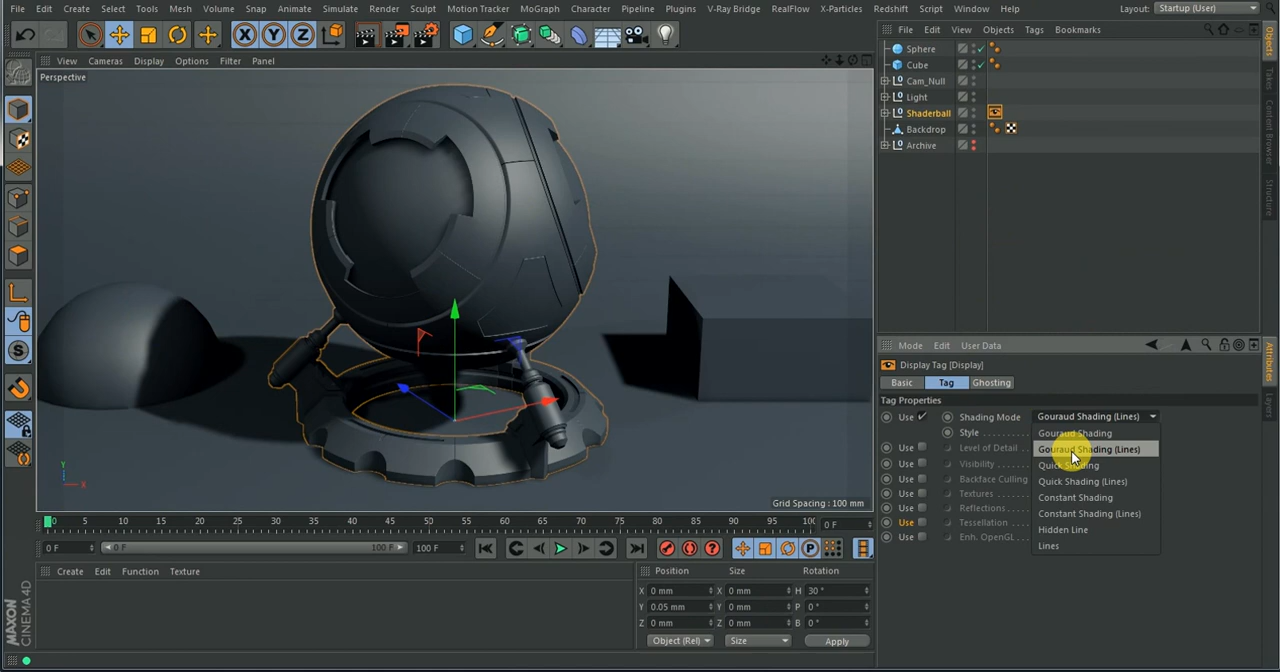 File Edit Create Select Tools Mesh Volume Snap Animate Simulate Render Sculpt Motion Tracker MoGraph Character Pipeline Plugins V-Ray Bridge RealFlow X-Particles Redshift Script Window Help Layout: Startup (User)
X Y Z
File Edit View Objects Tags Bookmarks
Objects
Takes
Content Browser
Structure
View Cameras Display Options Filter Panel
Perspective
Sphere
Cube
Cam_Null
Light
Shaderball
Backdrop
Archive
Y
X
Grid Spacing : 100 mm
Mode Edit User Data
Attributes
Layers
Display Tag [Display]
Basic Tag Ghosting
Tag Properties
Use Shading Mode Gouraud Shading (Lines)
Style
Use Level of Detail
Use Visibility
Use Backface Culling
Use Textures
Use Reflections
Use Tessellation
Use Enh. OpenGL
Gouraud Shading
Gouraud Shading (Lines)
Quick Shading
Quick Shading (Lines)
Constant Shading
Constant Shading (Lines)
Hidden Line
Lines
0 5 10 15 20 25 30 35 40 45 50 55 60 65 70 75 80 85 90 95 100 0 F
0 F 0 F 100 F 100 F
Create Edit Function Texture
Position Size Rotation
X 0 mm X 0 mm H 30 °
Y 0.05 mm Y 0 mm P 0 °
Z 0 mm Z 0 mm B 0 °
Object (Rel) Size Apply
MAXON
CINEMA 4D